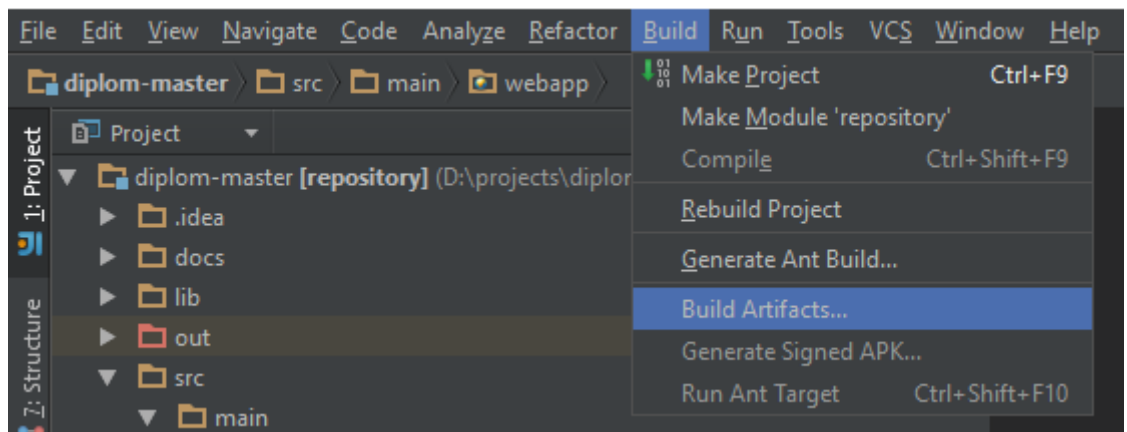 File Edit View Navigate Code Analyze Refactor Build Run Tools VCS Window Help
diplom-master src main webapp
Make Project Ctrl+F9
Make Module 'repository'
Compile Ctrl+Shift+F9
Rebuild Project
Generate Ant Build...
Build Artifacts...
Generate Signed APK...
Run Ant Target Ctrl+Shift+F10
1: Project
7: Structure
Project
diplom-master [repository] (D:\projects\diplor
.idea
docs
lib
out
src
main